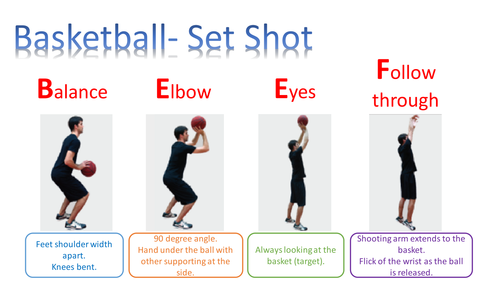 Basketball- Set Shot
Balance
Elbow
Eyes
Follow
through
Feet shoulder width
apart.
Knees bent.
90 degree angle.
Hand under the ball with
other supporting at the
side.
Always looking at the
basket (target).
Shooting arm extends to the
basket.
Flick of the wrist as the ball
is released.